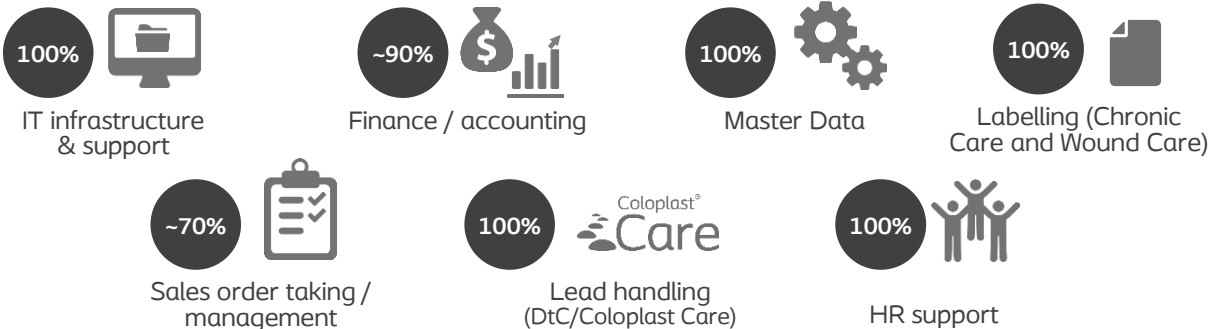 100%
IT infrastructure
& support
~90%
$
Finance / accounting
100%
Master Data
100%
Labelling (Chronic
Care and Wound Care)
~70%
Sales order taking /
management
100%
Coloplast®
Care
Lead handling
(DtC/Coloplast Care)
100%
HR support